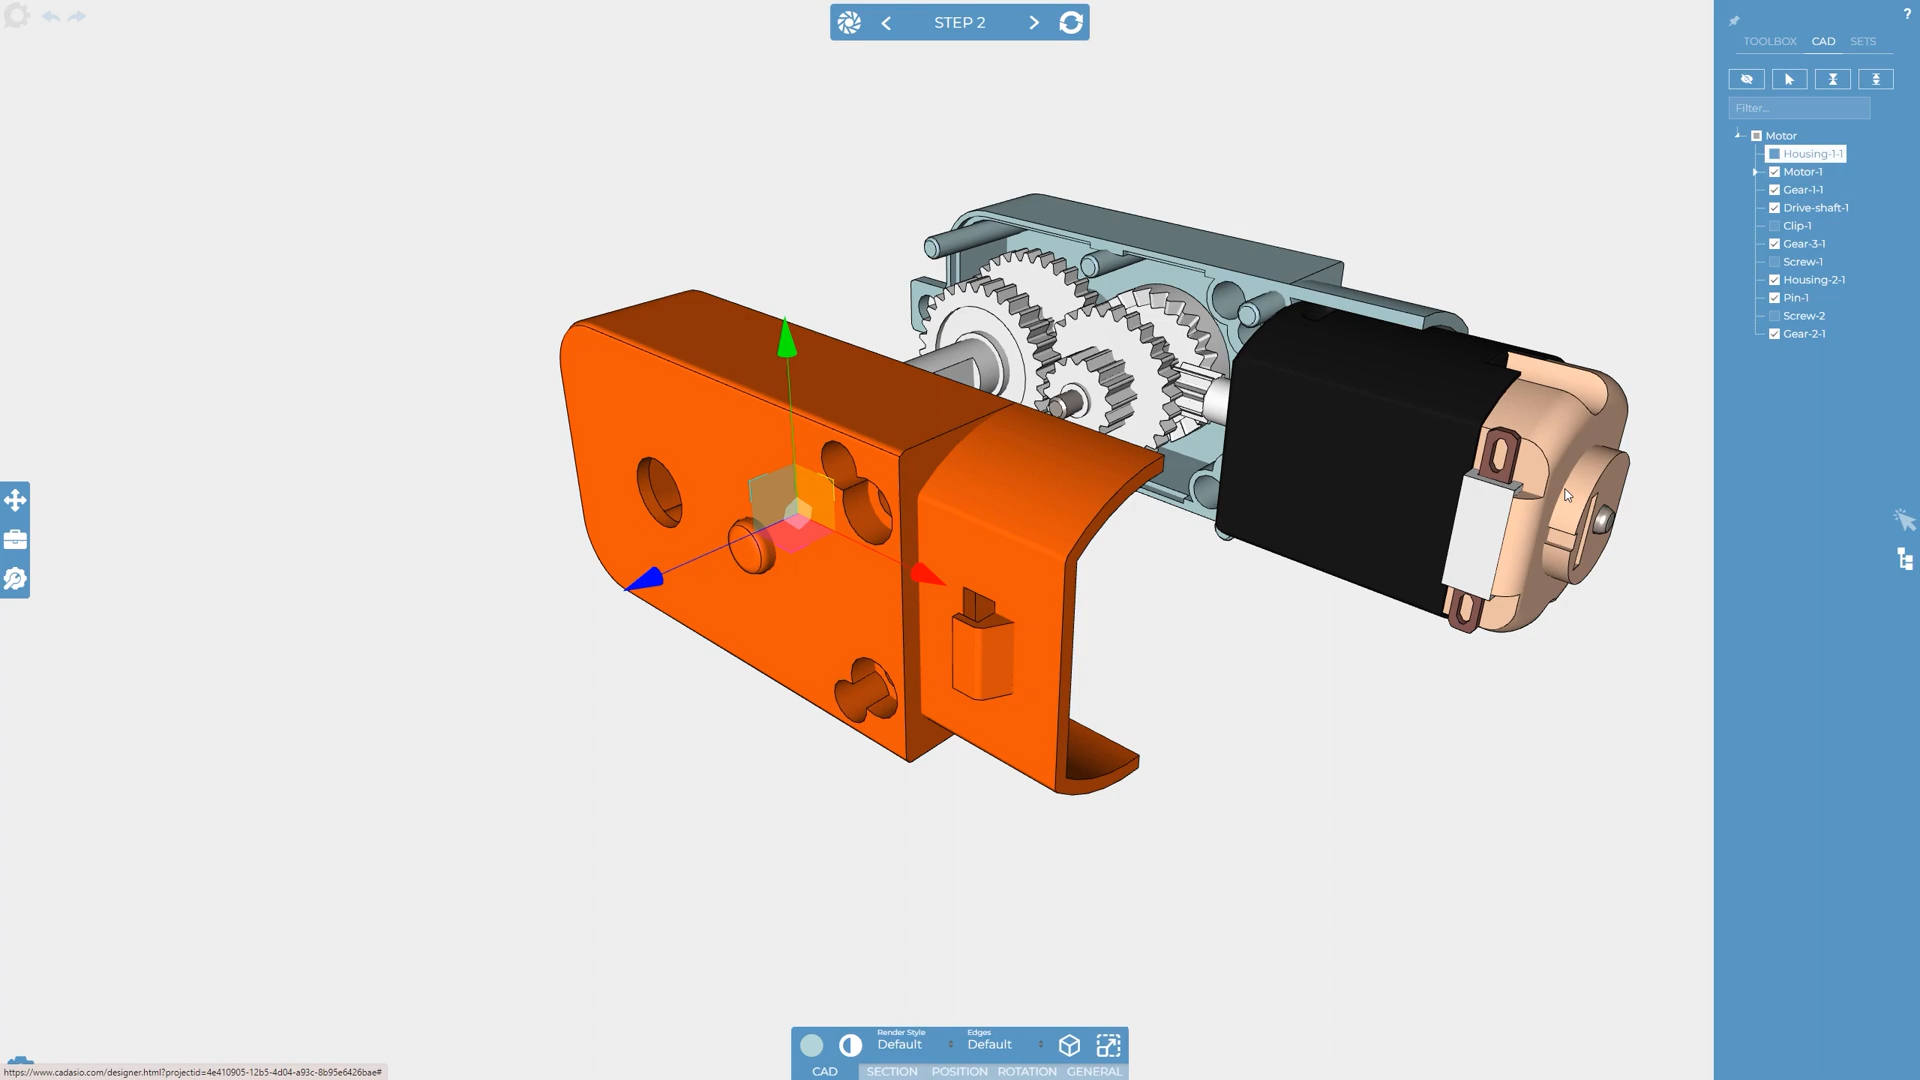 STEP 2
?
TOOLBOX CAD SETS
Filter...
Motor
Housing-1-1
Motor-1
Gear-1-1
Drive-shaft-1
Clip-1
Gear-3-1
Screw-1
Housing-2-1
Pin-1
Screw-2
Gear-2-1
Render Style
Default
Edges
Default
CAD SECTION POSITION ROTATION GENERAL
https://www.cadasio.com/designer.html?projectid=4e410905-12b5-4d04-a93c-8b95e6426bae#